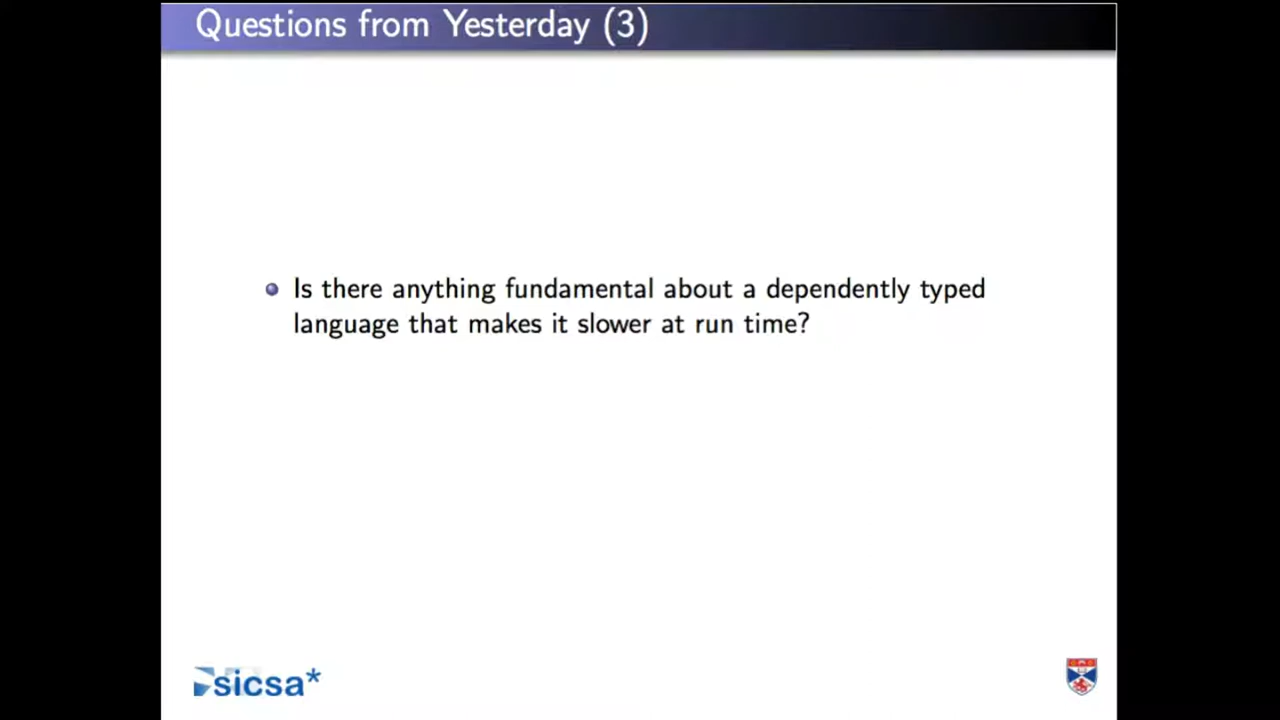 Questions from Yesterday (3)
Is there anything fundamental about a dependently typed
language that makes it slower at run time?
sicsa*